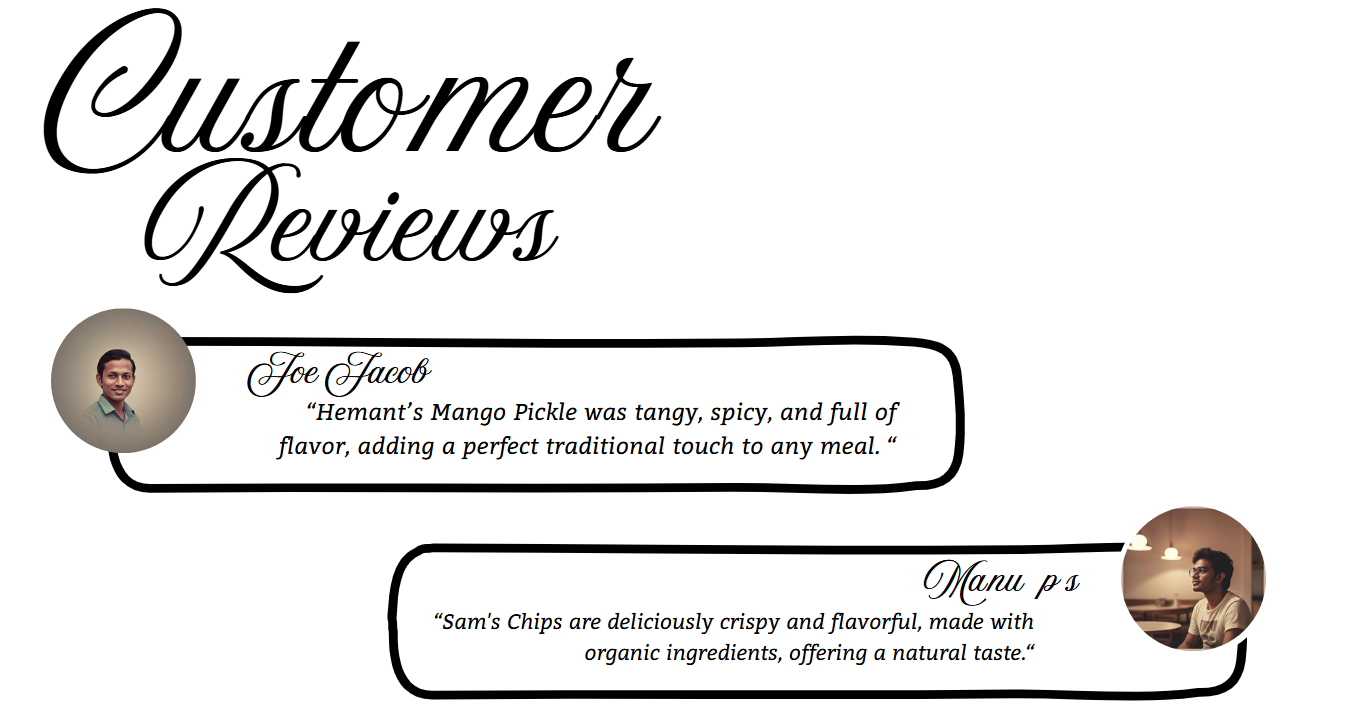 Customer
Reviews
Joe Jacob
“Hemant’s Mango Pickle was tangy, spicy, and full of
flavor, adding a perfect traditional touch to any meal. “
Manu p s
“Sam's Chips are deliciously crispy and flavorful, made with
organic ingredients, offering a natural taste.“